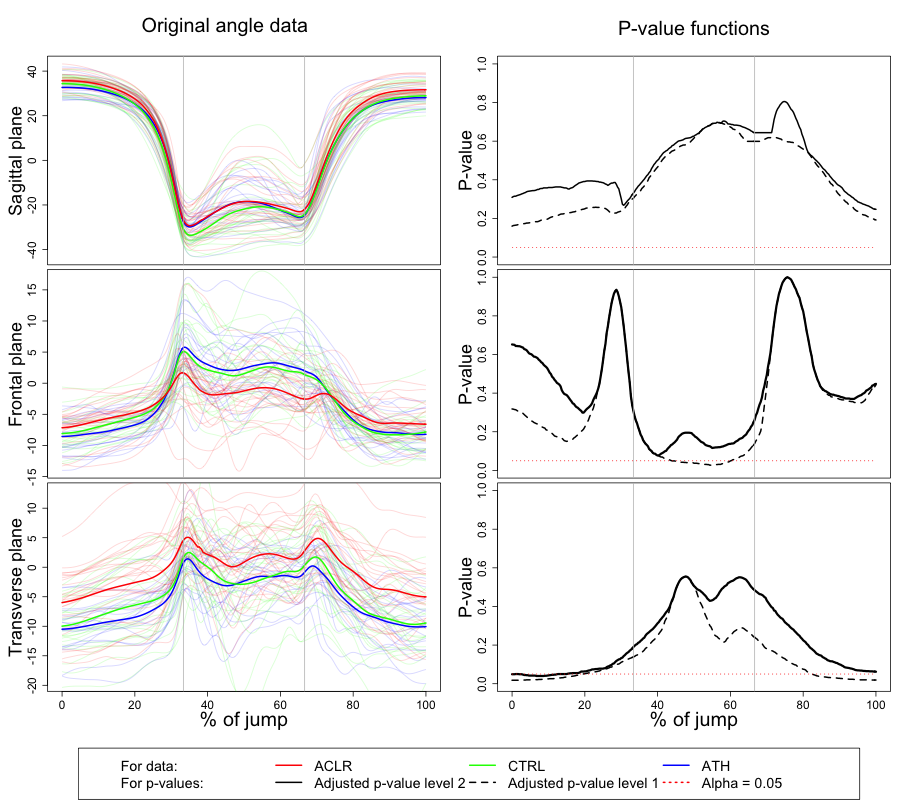 Original angle data
P-value functions
Sagittal plane
40
20
0
-20
-40
P-value
1.0
0.8
0.6
0.4
0.2
0.0
Frontal plane
15
10
5
0
-5
-10
15
P-value
1.0
0.8
0.6
0.4
0.2
0.0
Transverse plane
10
5
0
-5
-10
-15
-20
P-value
1.0
0.8
0.6
0.4
0.2
0.0
0 20 40 60 80 100
0 20 40 60 80 100
% of jump
% of jump
For data: ACLR CTRL ATH
For p-values: Adjusted p-value level 2 Adjusted p-value level 1 Alpha = 0.05